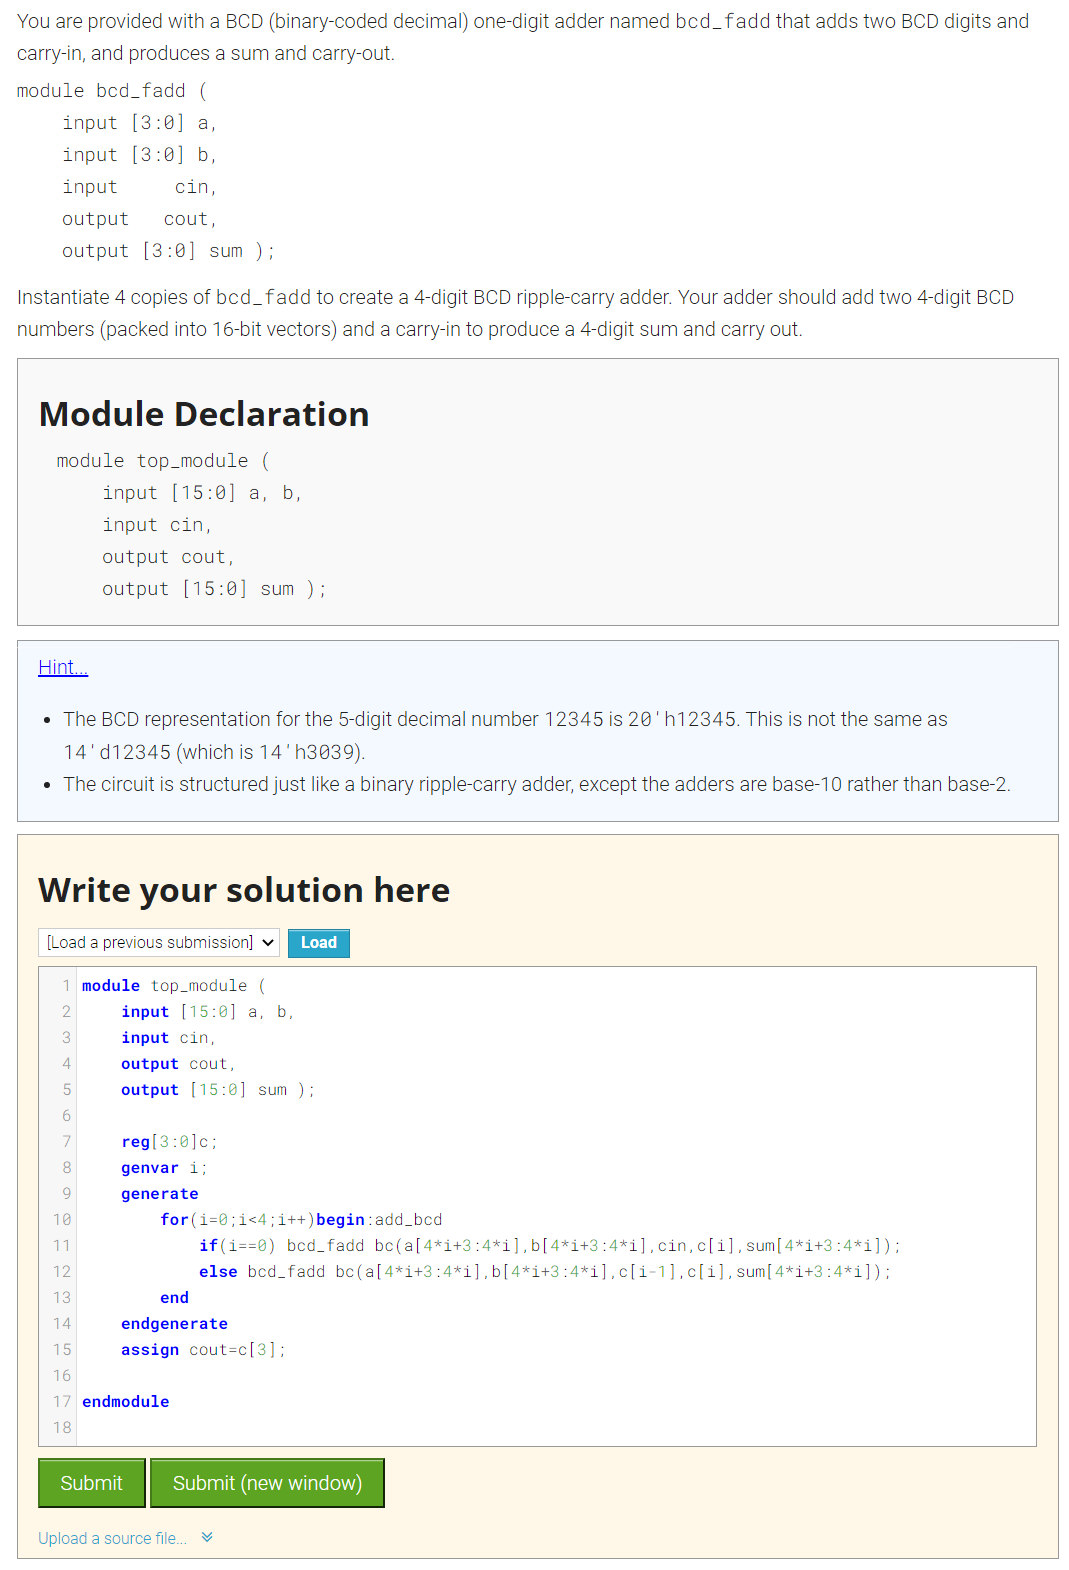 You are provided with a BCD (binary-coded decimal) one-digit adder named bcd_fadd that adds two BCD digits and
carry-in, and produces a sum and carry-out.
module bcd_fadd (
    input [3:0] a,
    input [3:0] b,
    input     cin,
    output   cout,
    output [3:0] sum );
Instantiate 4 copies of bcd_fadd to create a 4-digit BCD ripple-carry adder. Your adder should add two 4-digit BCD
numbers (packed into 16-bit vectors) and a carry-in to produce a 4-digit sum and carry out.
Module Declaration
module top_module (
    input [15:0] a, b,
    input cin,
    output cout,
    output [15:0] sum );
Hint...
• The BCD representation for the 5-digit decimal number 12345 is 20'h12345. This is not the same as
14'd12345 (which is 14'h3039).
• The circuit is structured just like a binary ripple-carry adder, except the adders are base-10 rather than base-2.
Write your solution here
[Load a previous submission] Load
1 module top_module (
2     input [15:0] a, b,
3     input cin,
4     output cout,
5     output [15:0] sum );
6
7     reg[3:0]c;
8     genvar i;
9     generate
10         for(i=0;i<4;i++)begin:add_bcd
11             if(i==0) bcd_fadd bc(a[4*i+3:4*i],b[4*i+3:4*i],cin,c[i],sum[4*i+3:4*i]);
12             else bcd_fadd bc(a[4*i+3:4*i],b[4*i+3:4*i],c[i-1],c[i],sum[4*i+3:4*i]);
13         end
14     endgenerate
15     assign cout=c[3];
16
17 endmodule
18
Submit Submit (new window)
Upload a source file...